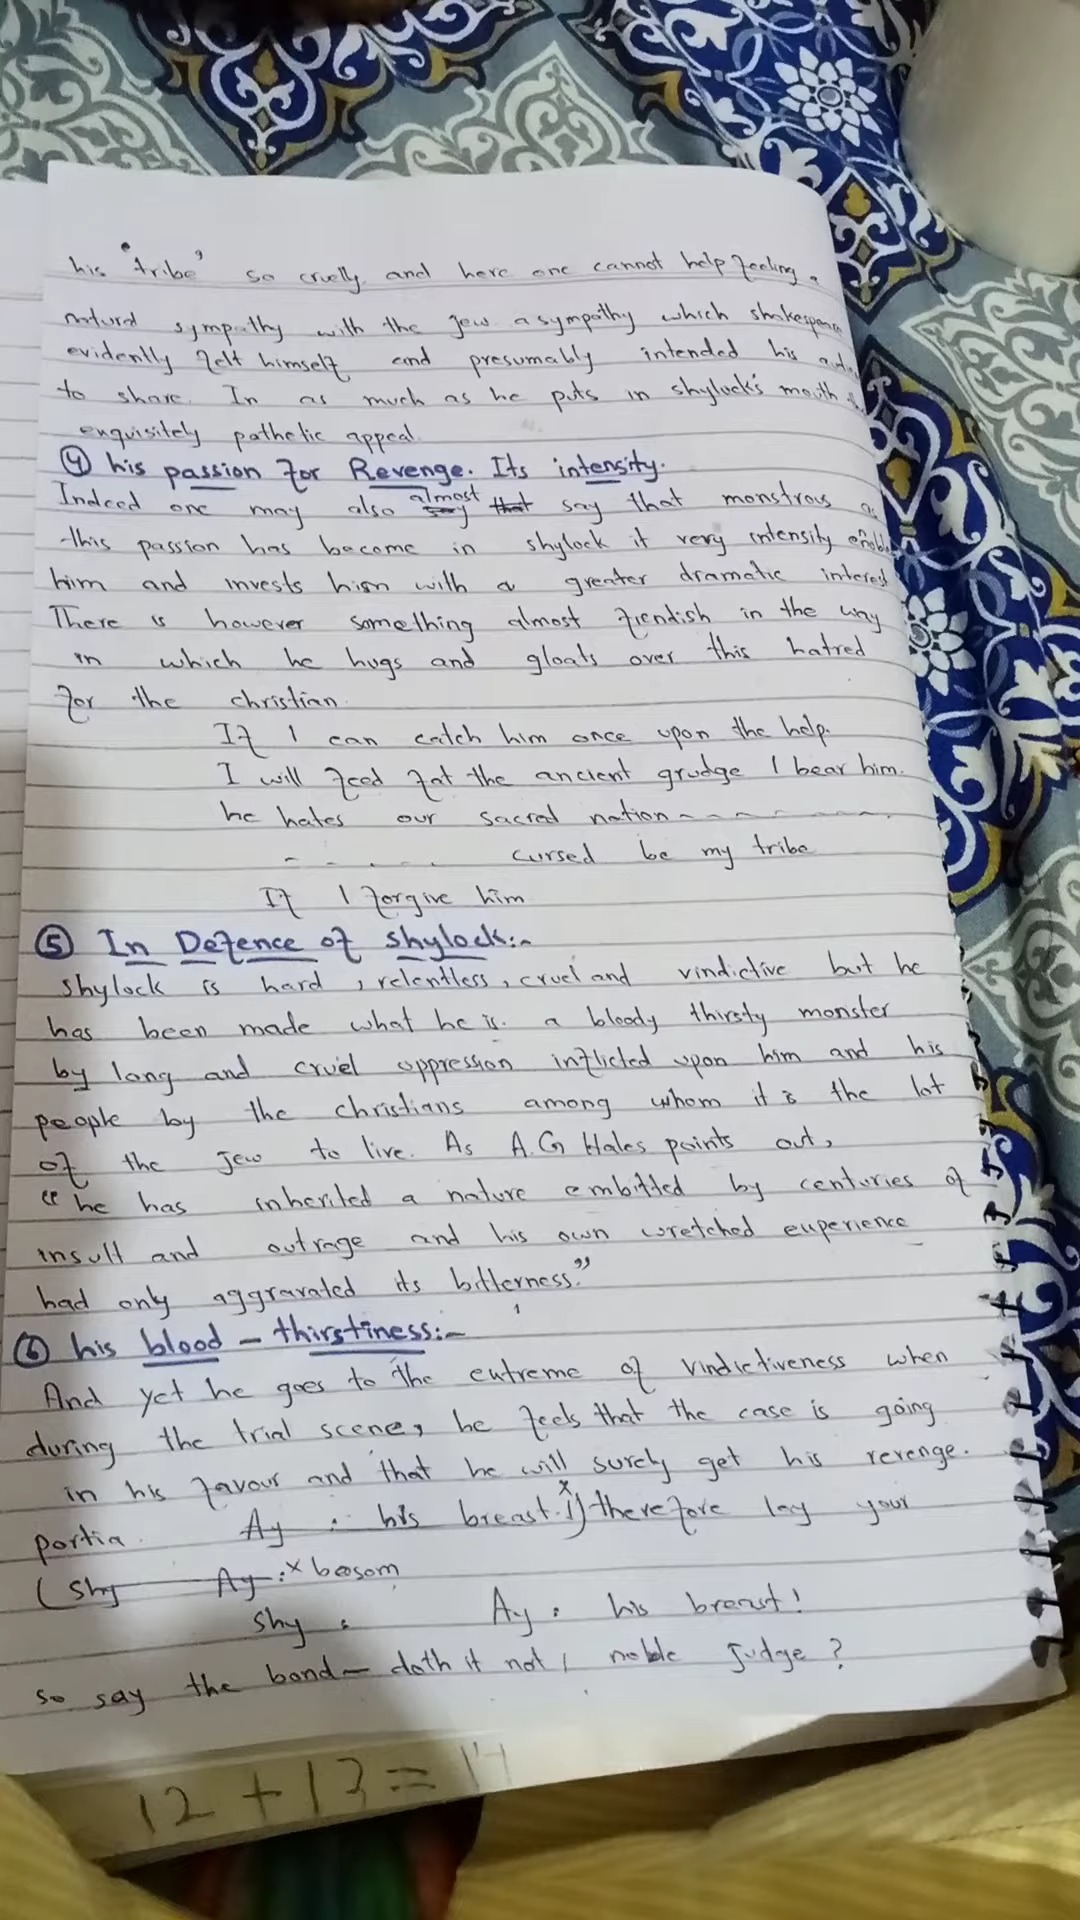 his "tribe" so cruelly and here one cannot help feeling a
natural sympathy with the jew a sympathy which shakespeare
evidently felt himself and presumably intended his
to share. In as much as he puts in shylock's mouth
exquisitely pathetic appeal.
④ his passion for Revenge. Its intensity.
Indeed one may also almost say that say that monstrous as
this passion has become in shylock it very intensity
him and invests him with a greater dramatic interest
There is however something almost fiendish in the way
in which he hugs and gloats over this hatred
for the christian.
If I can catch him once upon the help.
I will feed fat the ancient grudge I bear him.
he hates our sacred nation - - - - - - -
- - - - - cursed be my tribe
If I forgive him
⑤ In Defence of shylock:-
shylock is hard, relentless, cruel and vindictive but he
has been made what he is. a bloody thirsty monster
by long and cruel oppression inflicted upon him and his
people by the christians among whom it is the lot
of the jew to live. As A.G Hales points out,
"he has inherited a nature embitted by centuries of
insult and outrage and his own wretched experience
had only aggravated its bitterness."
⑥ his blood - thirstiness:-
And yet he goes to the extreme of vindictiveness when
during the trial scene, he feels that the case is going
in his favour and that he will surely get his revenge.
portia. Ay : his breast. x 1) therefore lay your
(Shy Ay : x bosom
Shy : Ay, his breast!
so say the bond - doth it not, noble Judge?
12 + 13 =